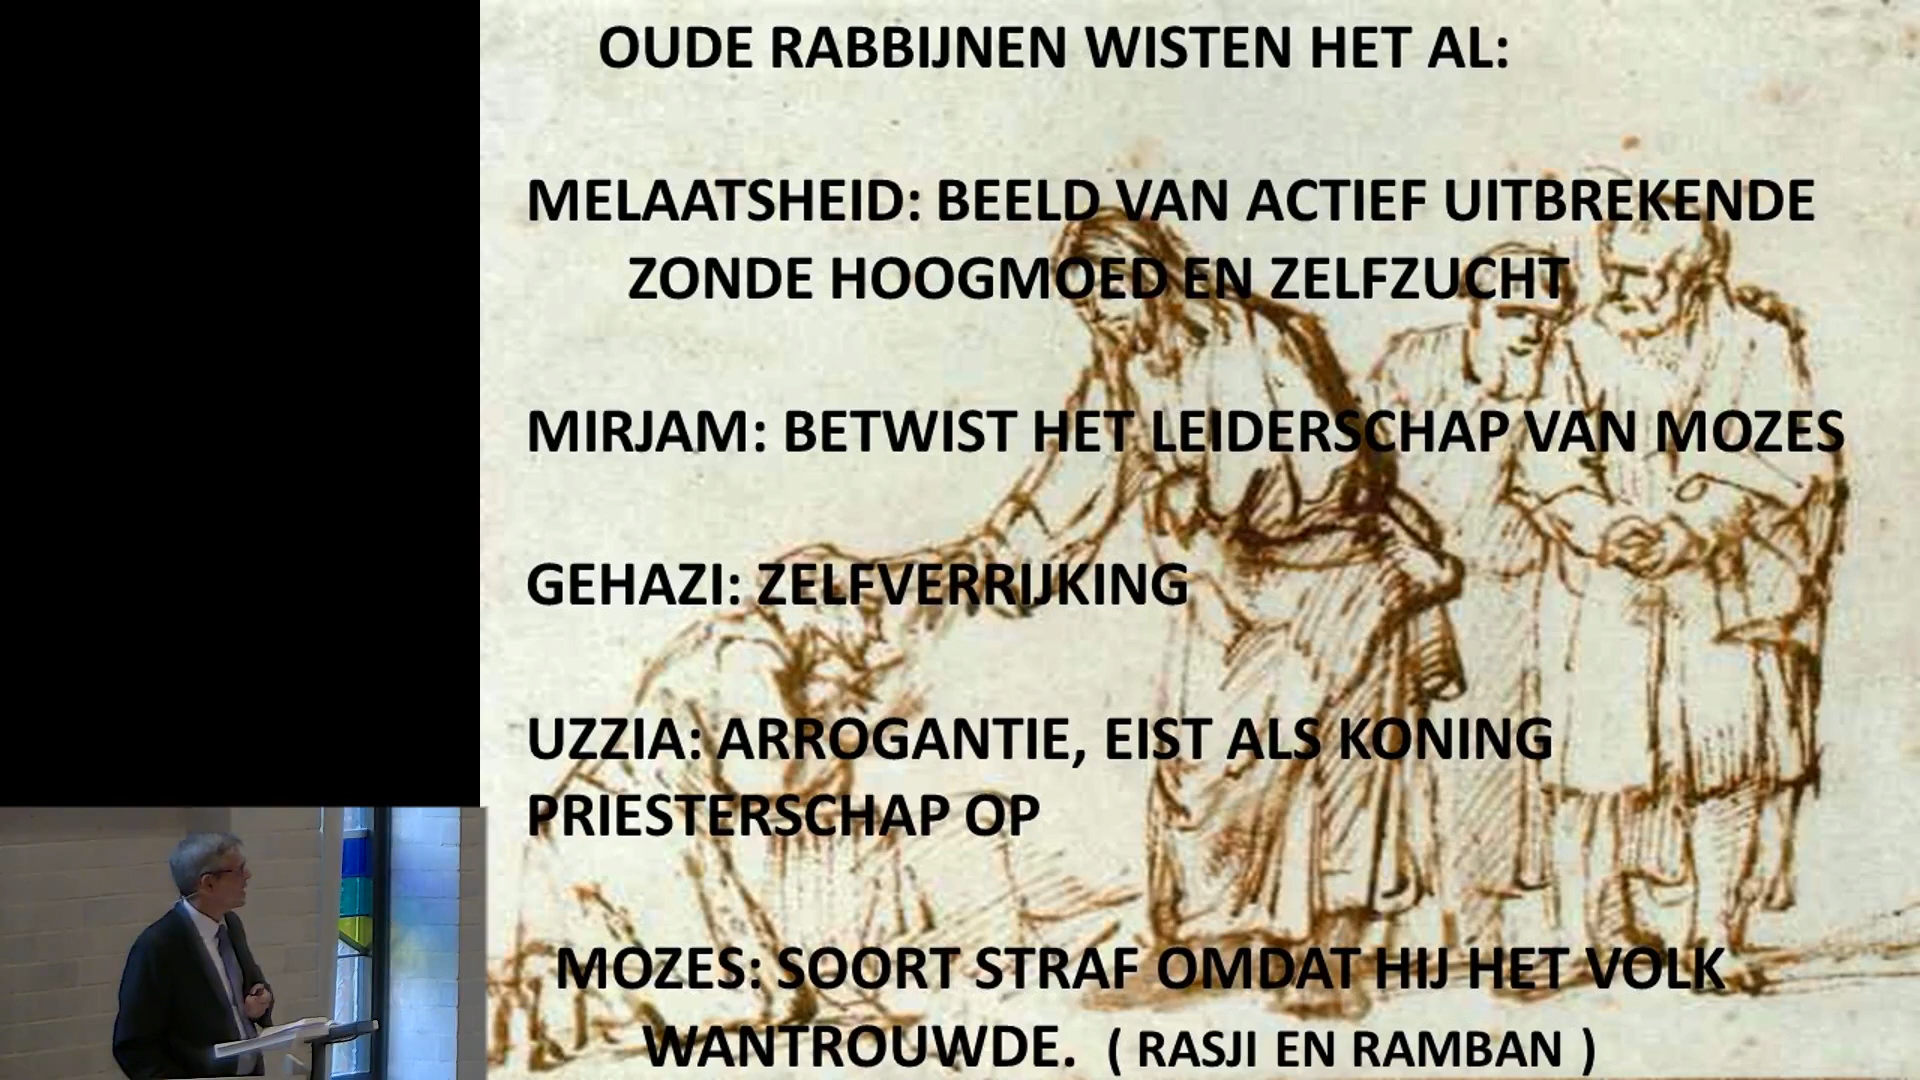 OUDE RABBIJNEN WISTEN HET AL:
MELAATSHEID: BEELD VAN ACTIEF UITBREKENDE
ZONDE HOOGMOED EN ZELFZUCHT
MIRJAM: BETWIST HET LEIDERSCHAP VAN MOZES
GEHAZI: ZELFVERRIJKING
UZZIA: ARROGANTIE, EIST ALS KONING
PRIESTERSCHAP OP
MOZES: SOORT STRAF OMDAT HIJ HET VOLK
WANTROUWDE. ( RASJI EN RAMBAN )